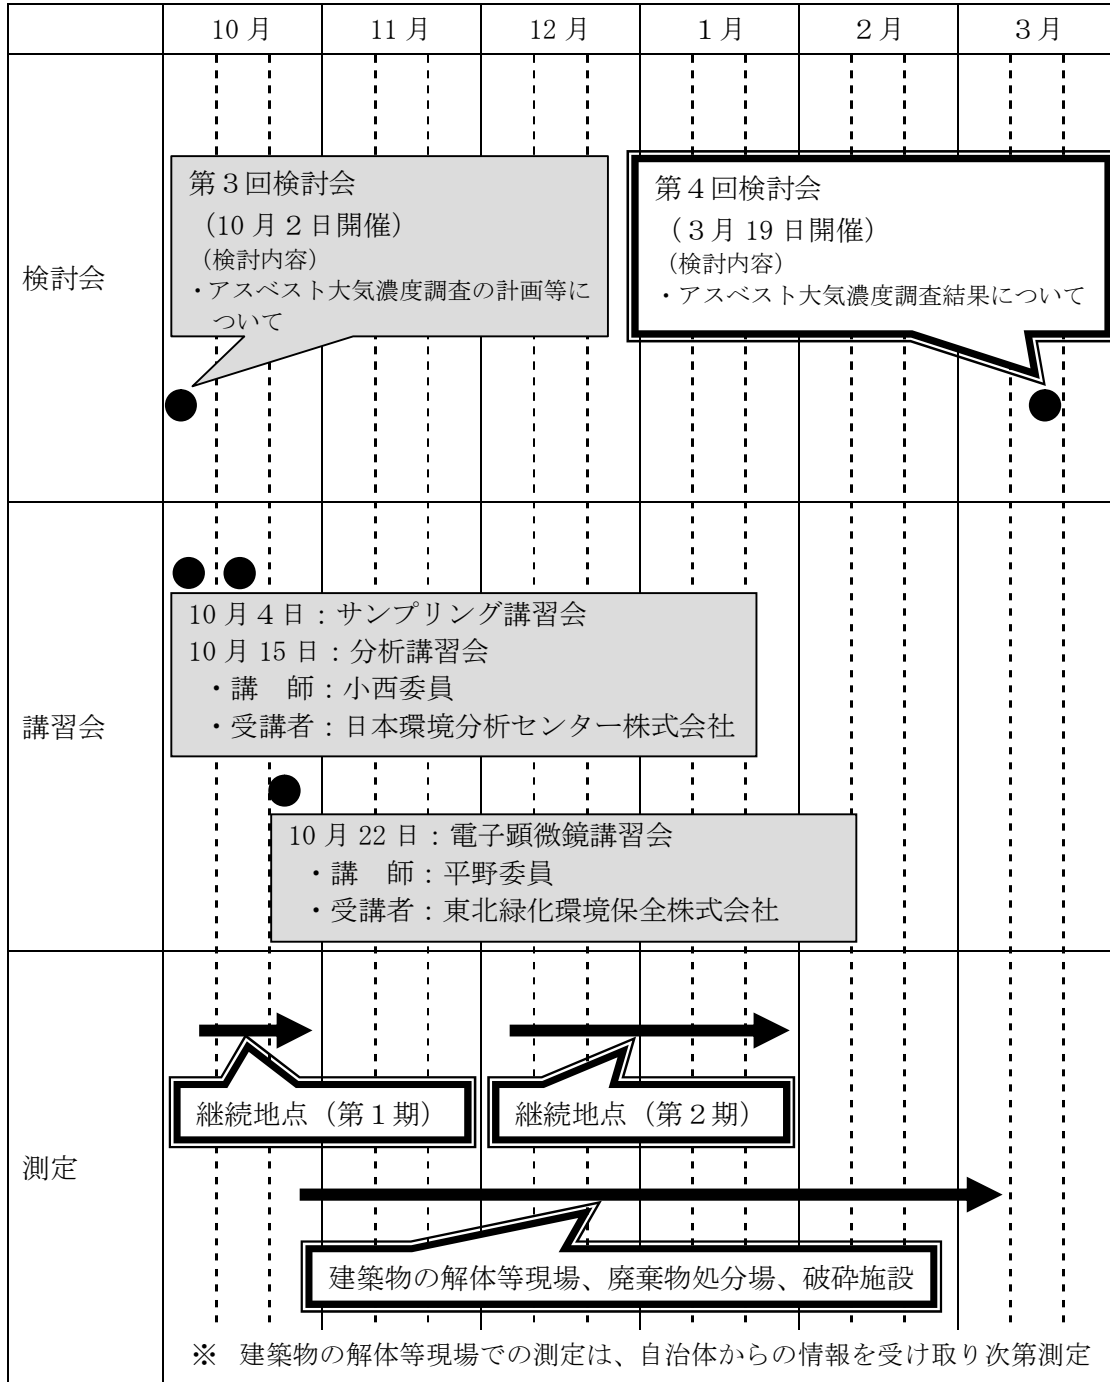 10月 11月 12月 1月 2月 3月
検討会
第3回検討会
（10月2日開催）
（検討内容）
・アスベスト大気濃度調査の計画等に
ついて
第4回検討会
（3月19日開催）
（検討内容）
・アスベスト大気濃度調査結果について
講習会
10月4日：サンプリング講習会
10月15日：分析講習会
・講　師：小西委員
・受講者：日本環境分析センター株式会社
10月22日：電子顕微鏡講習会
・講　師：平野委員
・受講者：東北緑化環境保全株式会社
測定
継続地点（第1期）
継続地点（第2期）
建築物の解体等現場、廃棄物処分場、破砕施設
※　建築物の解体等現場での測定は、自治体からの情報を受け取り次第測定